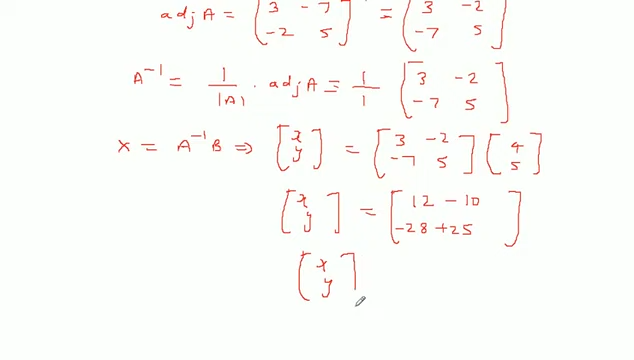 adj A = [3 -7 -2 5] = [3 -2 -7 5]
A⁻¹ = 1/|A| · adj A = 1/1 [3 -2 -7 5]
X = A⁻¹ B ⇒ [x y] = [3 -2 -7 5] [4 5]
[x y] = [12 - 10 -28 + 25]
[x y]